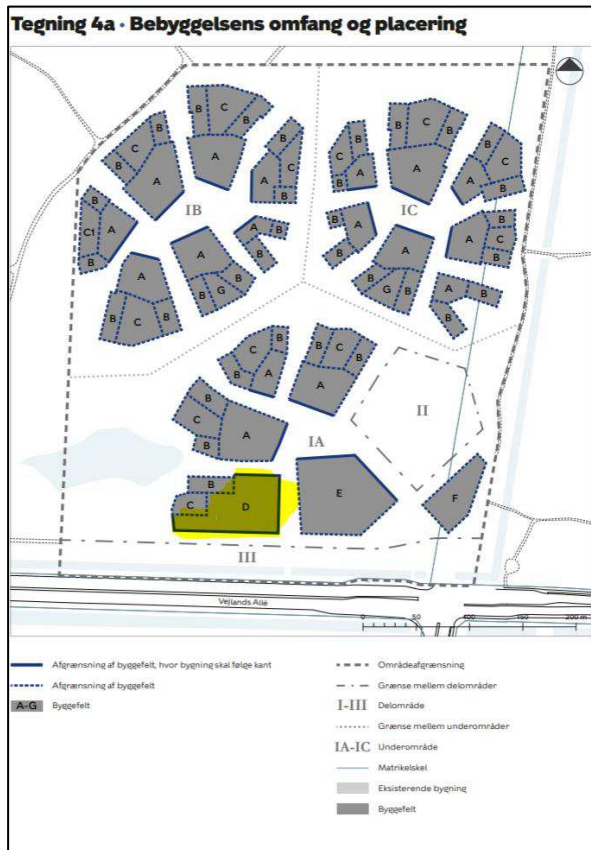 Tegning 4a · Bebyggelsens omfang og placering
B C B
A
B
C
B
A
B
C
A
B
IB
B
C1 A
B
A
B C B
A
B G B
A B
B
B C B
A
B
C
A
B
IC
B
C
A
B
A
B
A
B G B
B
A C
B
A B
B
B
C
B A
B C B
A
II
B
C
A
B
IA
B
C
D
E
F
III
Vejlands Allé
0 50 100 150 200 m
Afgrænsning af byggefelt, hvor bygning skal følge kant
Afgrænsning af byggefelt
A-G Byggefelt
Områdeafgrænsning
Grænse mellem delområder
I-III Delområde
Grænse mellem underområder
IA-IC Underområde
Matrikelskel
Eksisterende bygning
Byggefelt